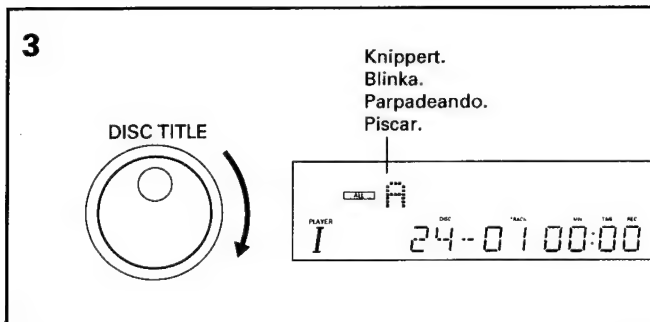 3
Knippert.
Blinka.
Parpadeando.
Piscar.
DISC TITLE
ALL A
PLAYER DISC TRACK MIN TIME REC
I 24-01 00:00